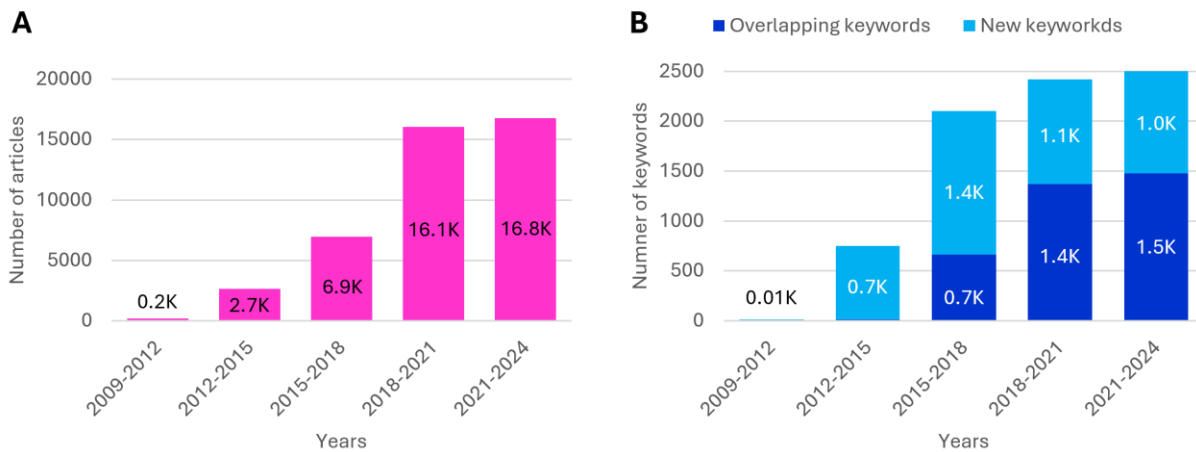 A
Number of articles
20000
15000
10000
5000
0
0.2K
2.7K
6.9K
16.1K
16.8K
2009-2012
2012-2015
2015-2018
2018-2021
2021-2024
Years
B
Overlapping keywords
New keyworkds
Numner of keywords
2500
2000
1500
1000
500
0
0.01K
0.7K
1.4K
0.7K
1.1K
1.4K
1.0K
1.5K
2009-2012
2012-2015
2015-2018
2018-2021
2021-2024
Years